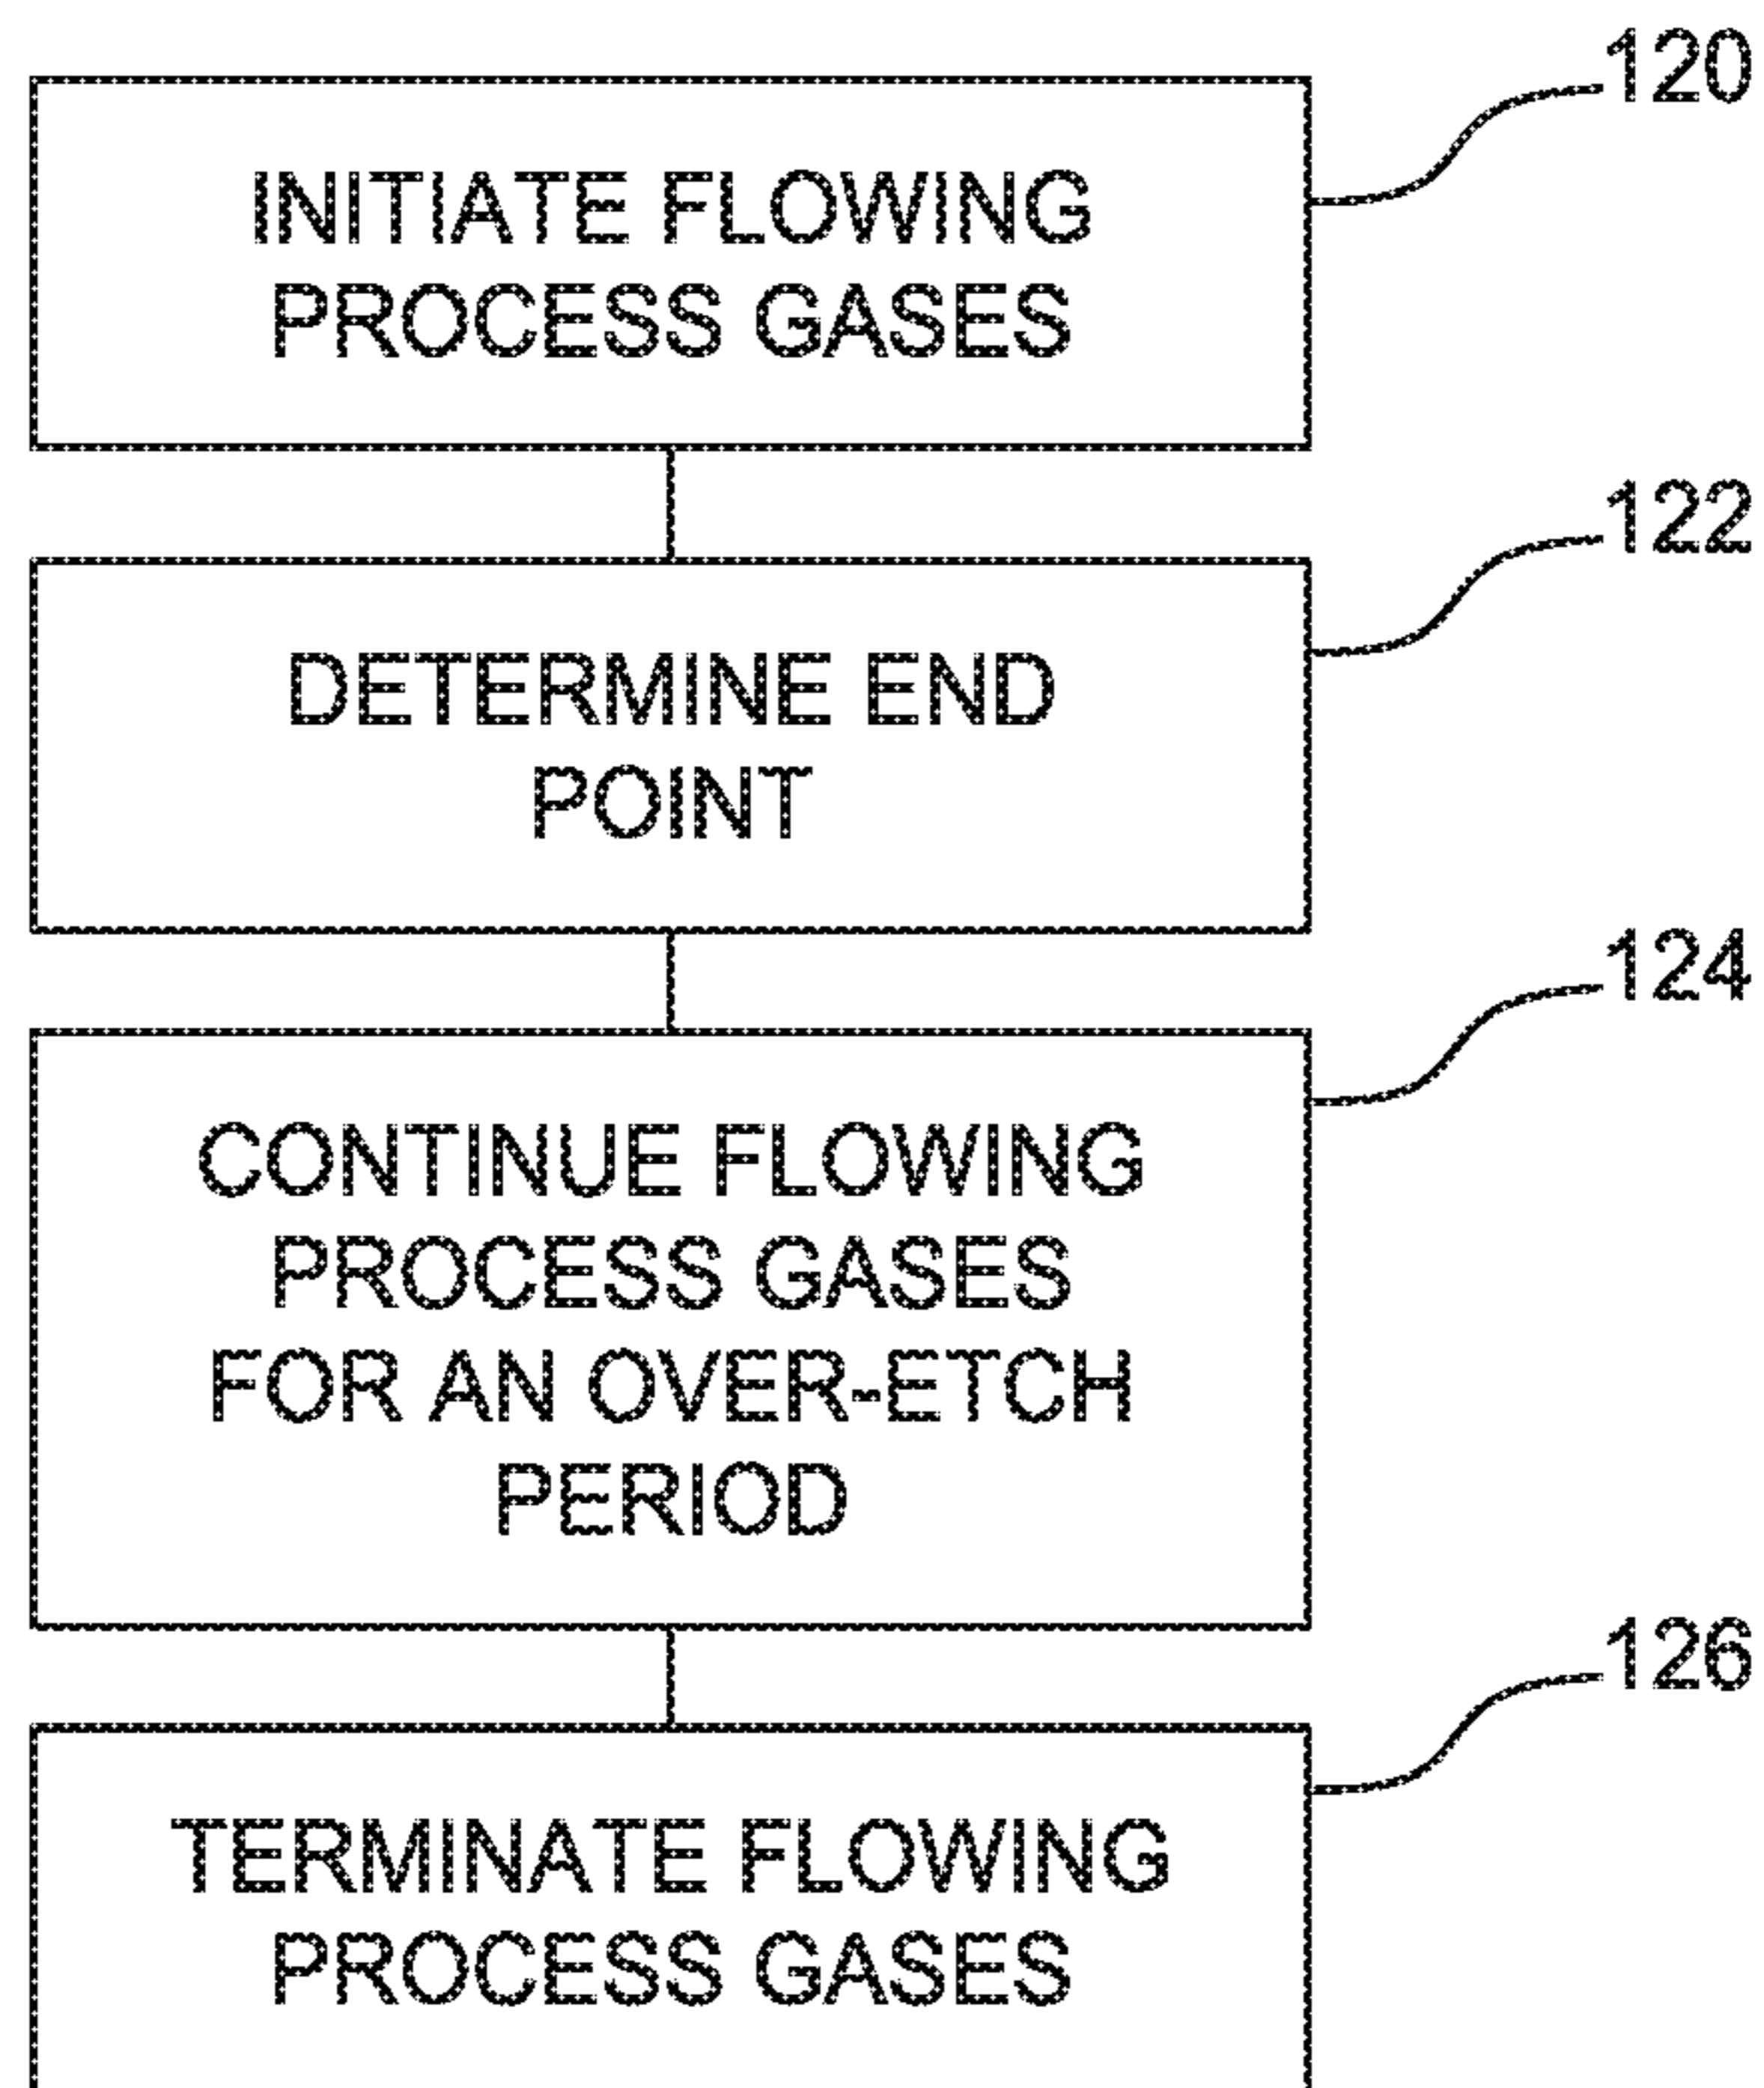 120
INITIATE FLOWING
PROCESS GASES
122
DETERMINE END
POINT
124
CONTINUE FLOWING
PROCESS GASES
FOR AN OVER-ETCH
PERIOD
126
TERMINATE FLOWING
PROCESS GASES